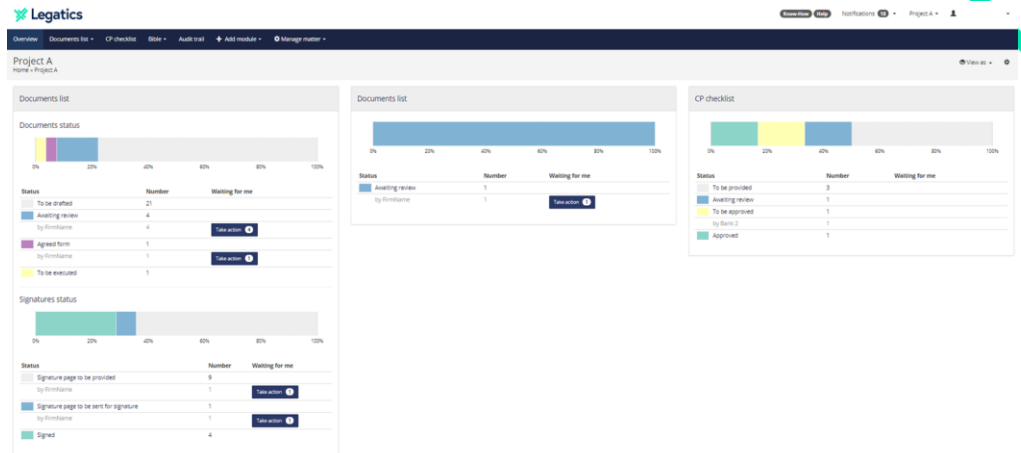 Legatics
Know-How Help Notifications 10 Project A
Overview Documents list CP checklist Bible Audit trail + Add module Manage matter
Project A
Home » Project A
View as
Documents list
Documents status
0% 20% 40% 60% 80% 100%
Status Number Waiting for me
To be drafted 21
Awaiting review 4
by FirmName 4 Take action 4
Agreed form 1
by FirmName 1 Take action 1
To be executed 1
Signatures status
0% 20% 40% 60% 80% 100%
Status Number Waiting for me
Signature page to be provided 9
by FirmName 1 Take action 1
Signature page to be sent for signature 1
by FirmName 1 Take action 1
Signed 4
Documents list
0% 20% 40% 60% 80% 100%
Status Number Waiting for me
Awaiting review 1
by FirmName 1 Take action 1
CP checklist
0% 20% 40% 60% 80% 100%
Status Number Waiting for me
To be provided 3
Awaiting review 1
To be approved 1
by Bank 2 1
Approved 1